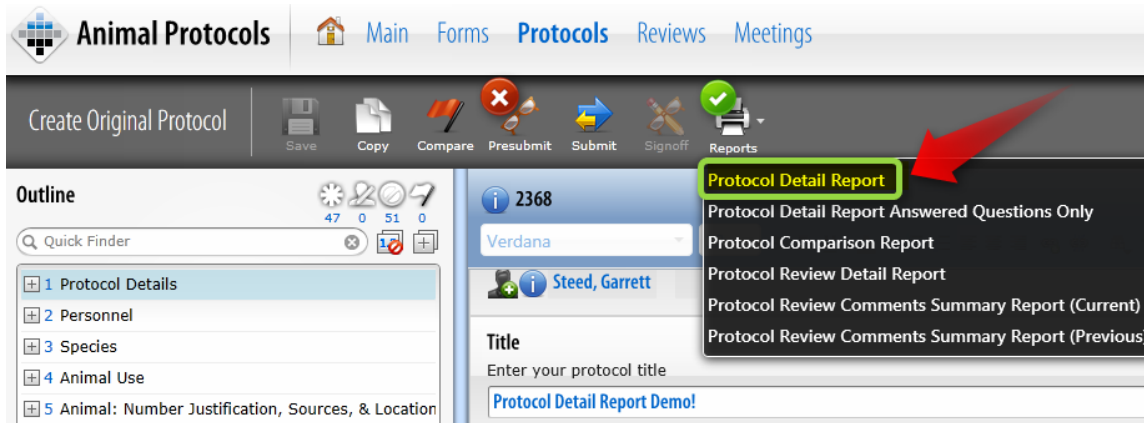 Animal Protocols Main Forms Protocols Reviews Meetings
Create Original Protocol
Save Copy Compare Presubmit Submit Signoff Reports
Outline
47 0 51 0
Quick Finder
1 Protocol Details
2 Personnel
3 Species
4 Animal Use
5 Animal: Number Justification, Sources, & Location
2368
Verdana
Steed, Garrett
Title
Enter your protocol title
Protocol Detail Report Demo!
Protocol Detail Report
Protocol Detail Report Answered Questions Only
Protocol Comparison Report
Protocol Review Detail Report
Protocol Review Comments Summary Report (Current)
Protocol Review Comments Summary Report (Previous)